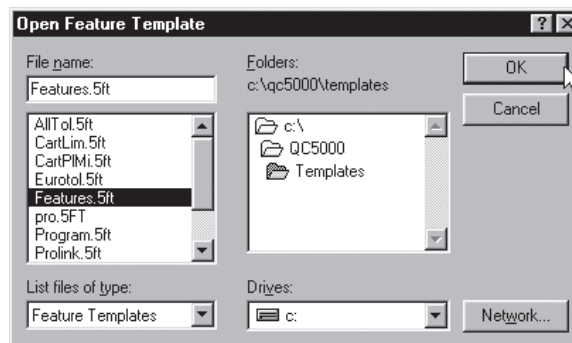 Open Feature Template
File name:
Features.5ft
AllTol.5ft
CartLim.5ft
CartPlMi.5ft
Eurotol.5ft
Features.5ft
pro.5FT
Program.5ft
Prolink.5ft
List files of type:
Feature Templates
Folders:
c:\qc5000\templates
c:\
QC5000
Templates
Drives:
c:
OK
Cancel
Network...